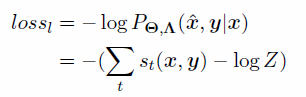 loss_l = − log P_{Θ,Λ}(x̂, y|x)
= −(∑_t s_t(x, y) − log Z)